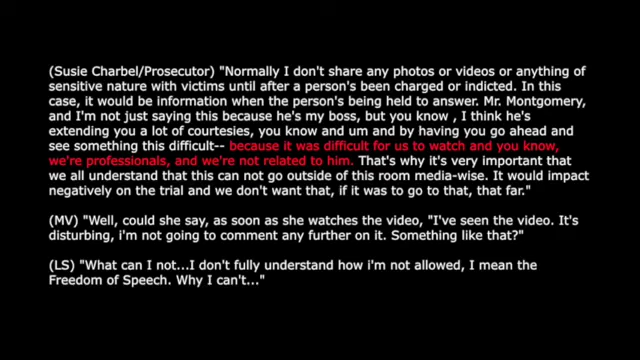 (Susie Charbel/Prosecutor) "Normally I don't share any photos or videos or anything of
sensitive nature with victims until after a person's been charged or indicted. In this
case, it would be information when the person's being held to answer. Mr. Montgomery,
and I'm not just saying this because he's my boss, but you know , I think he's
extending you a lot of courtesies, you know and um and by having you go ahead and
see something this difficult-- because it was difficult for us to watch and you know,
we're professionals, and we're not related to him. That's why it's very important that
we all understand that this can not go outside of this room media-wise. It would impact
negatively on the trial and we don't want that, if it was to go to that, that far."
(MV) "Well, could she say, as soon as she watches the video, "I've seen the video. It's
disturbing, i'm not going to comment any further on it. Something like that?"
(LS) "What can I not...I don't fully understand how i'm not allowed, I mean the
Freedom of Speech. Why I can't..."